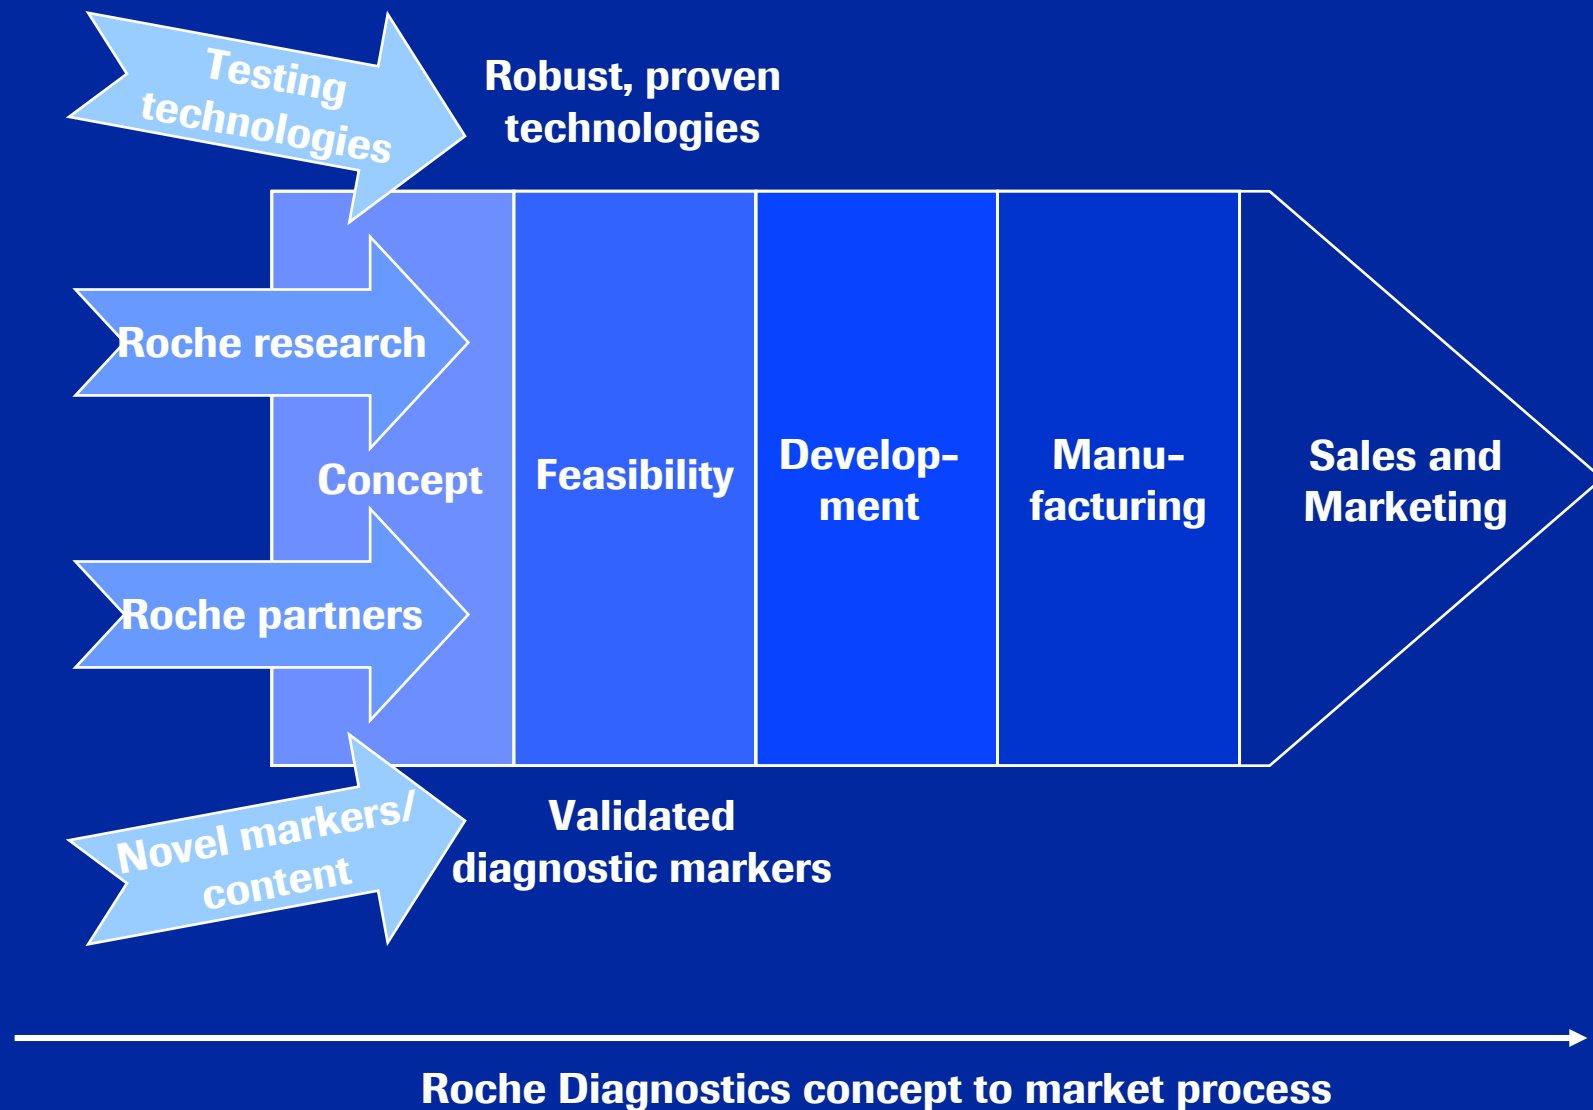 Testing
technologies
Robust, proven
technologies
Roche research
Concept
Feasibility
Develop-
ment
Manu-
facturing
Sales and
Marketing
Roche partners
Novel markers/
content
Validated
diagnostic markers
Roche Diagnostics concept to market process